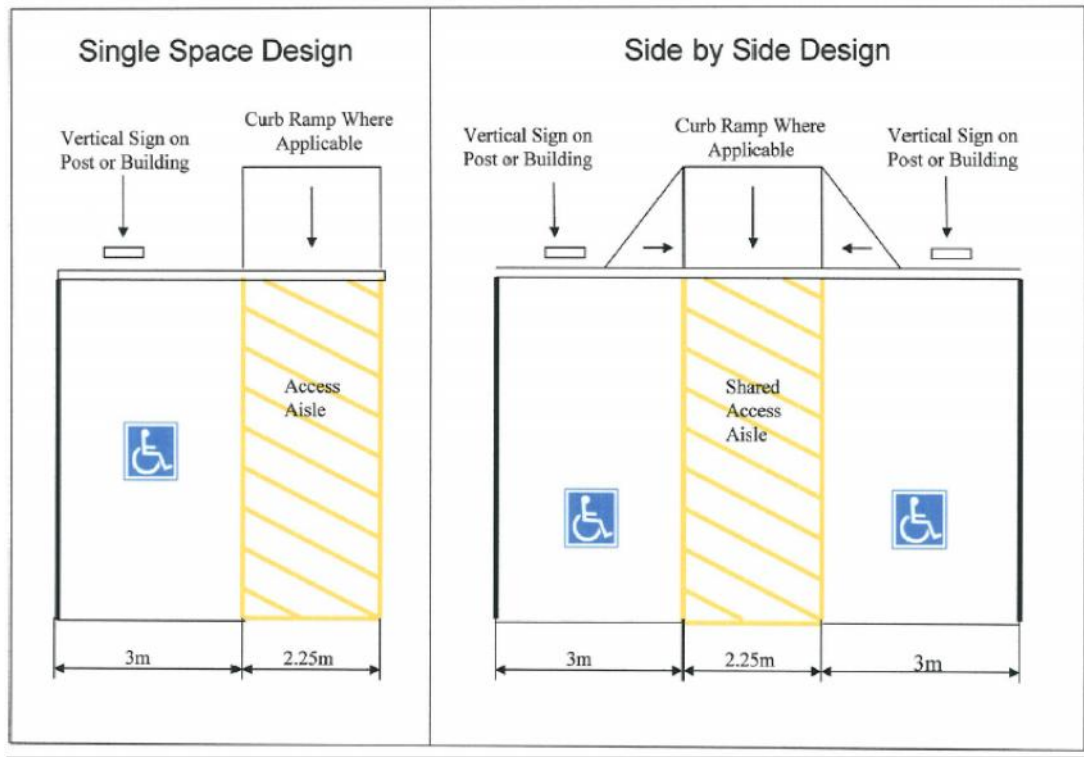 Single Space Design
Vertical Sign on
Post or Building
Curb Ramp Where
Applicable
Access
Aisle
3m
2.25m
Side by Side Design
Vertical Sign on
Post or Building
Curb Ramp Where
Applicable
Vertical Sign on
Post or Building
Shared
Access
Aisle
3m
2.25m
3m